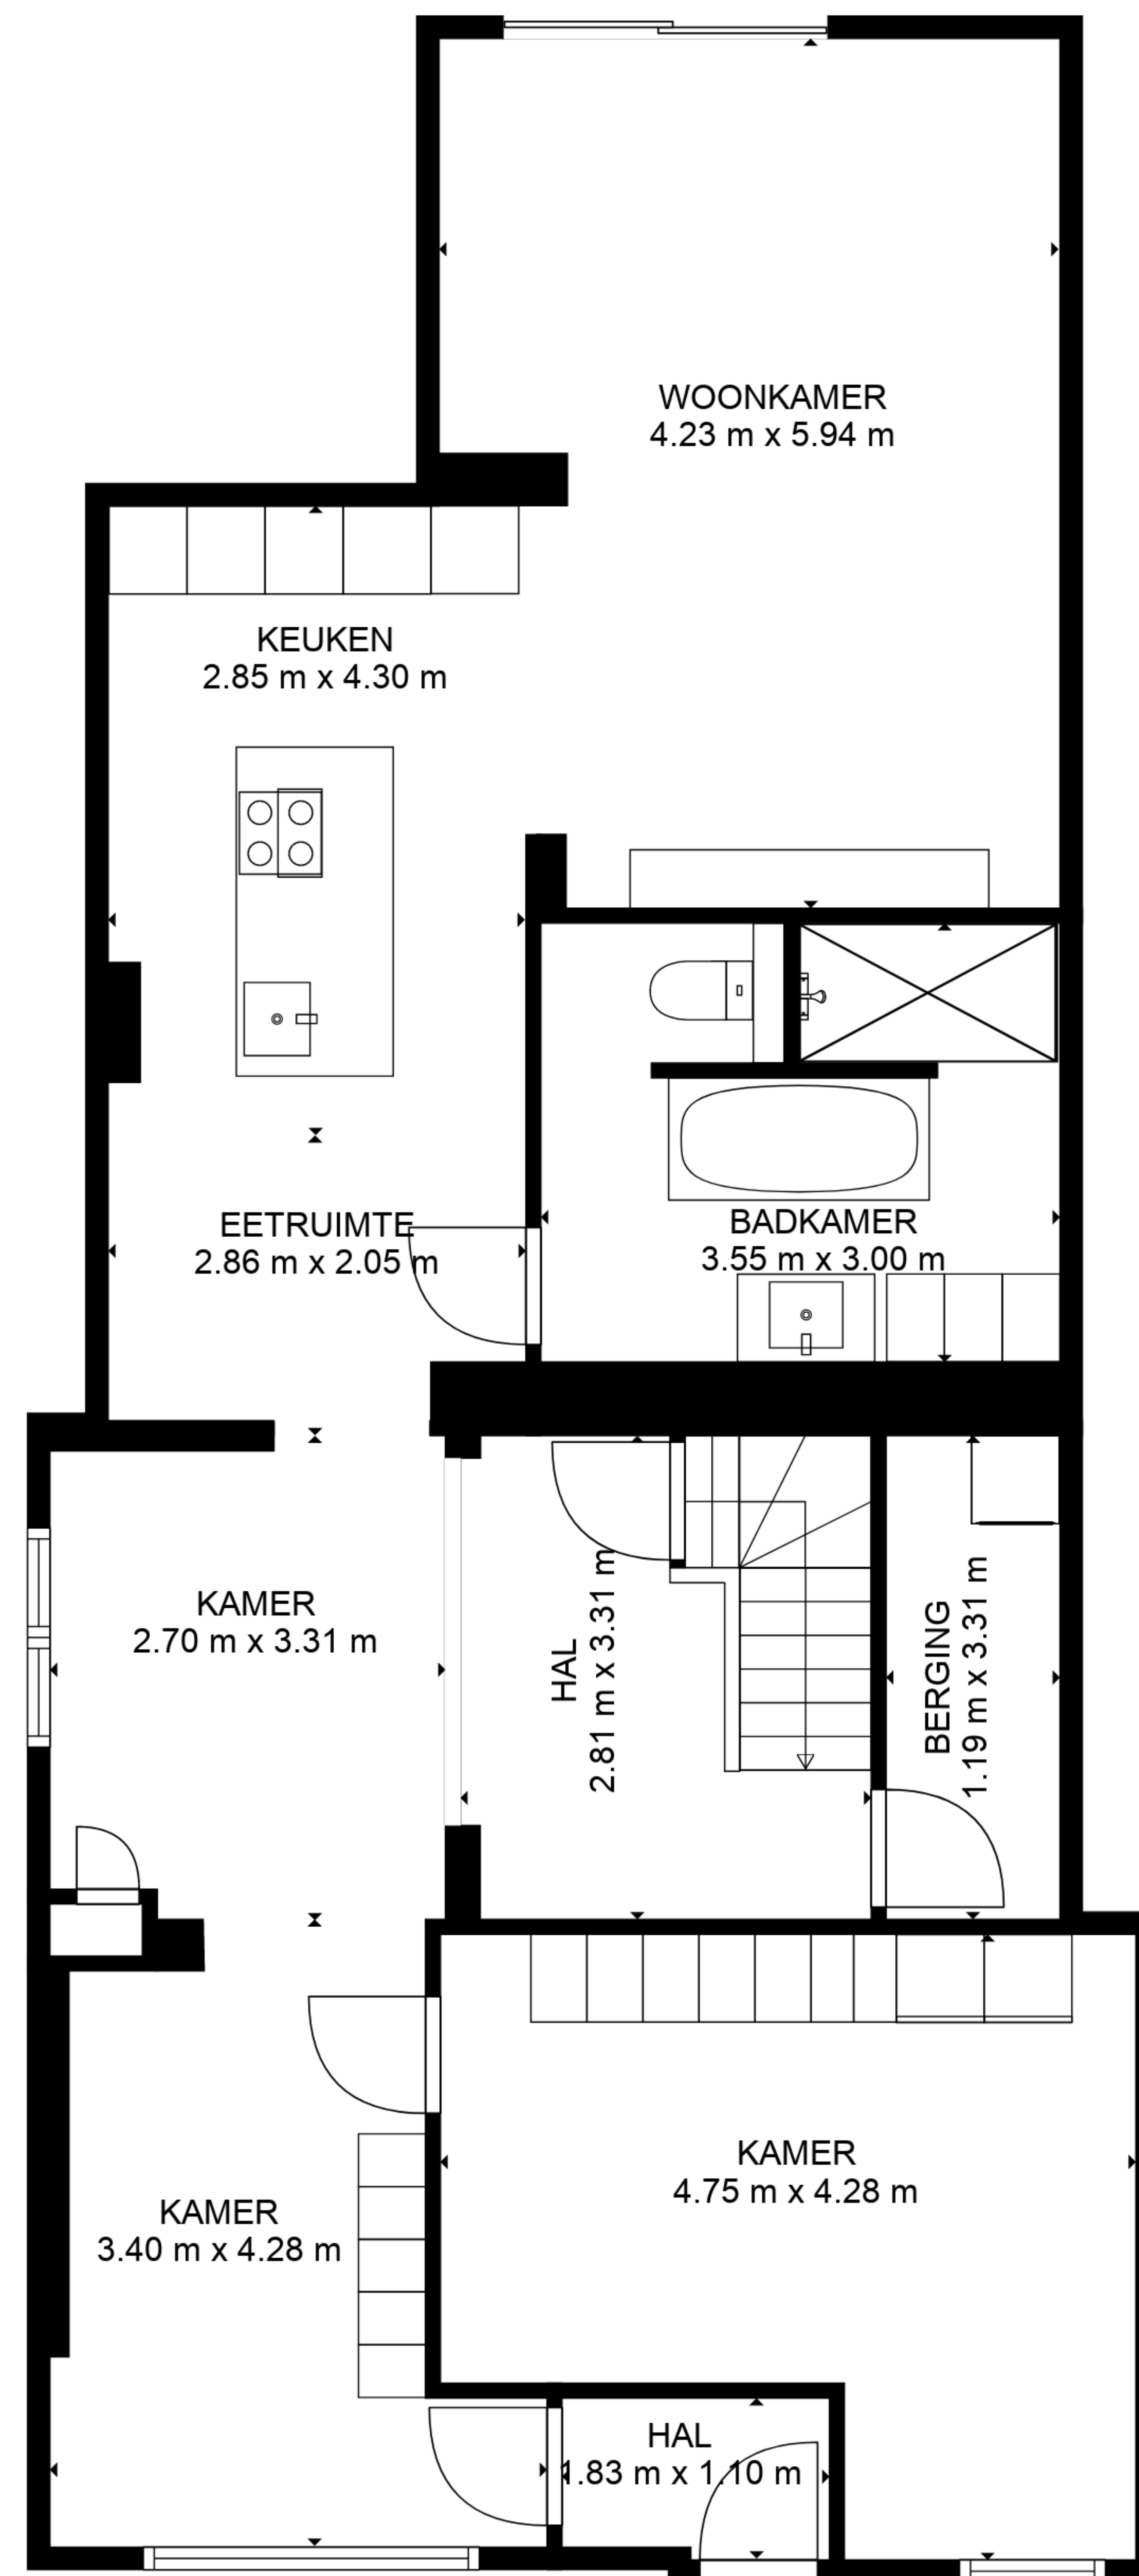 WOONKAMER
4.23 m x 5.94 m
KEUKEN
2.85 m x 4.30 m
EETRUIMTE
2.86 m x 2.05 m
BADKAMER
3.55 m x 3.00 m
KAMER
2.70 m x 3.31 m
HAL
2.81 m x 3.31 m
BERGING
1.19 m x 3.31 m
KAMER
4.75 m x 4.28 m
KAMER
3.40 m x 4.28 m
HAL
1.83 m x 1.10 m